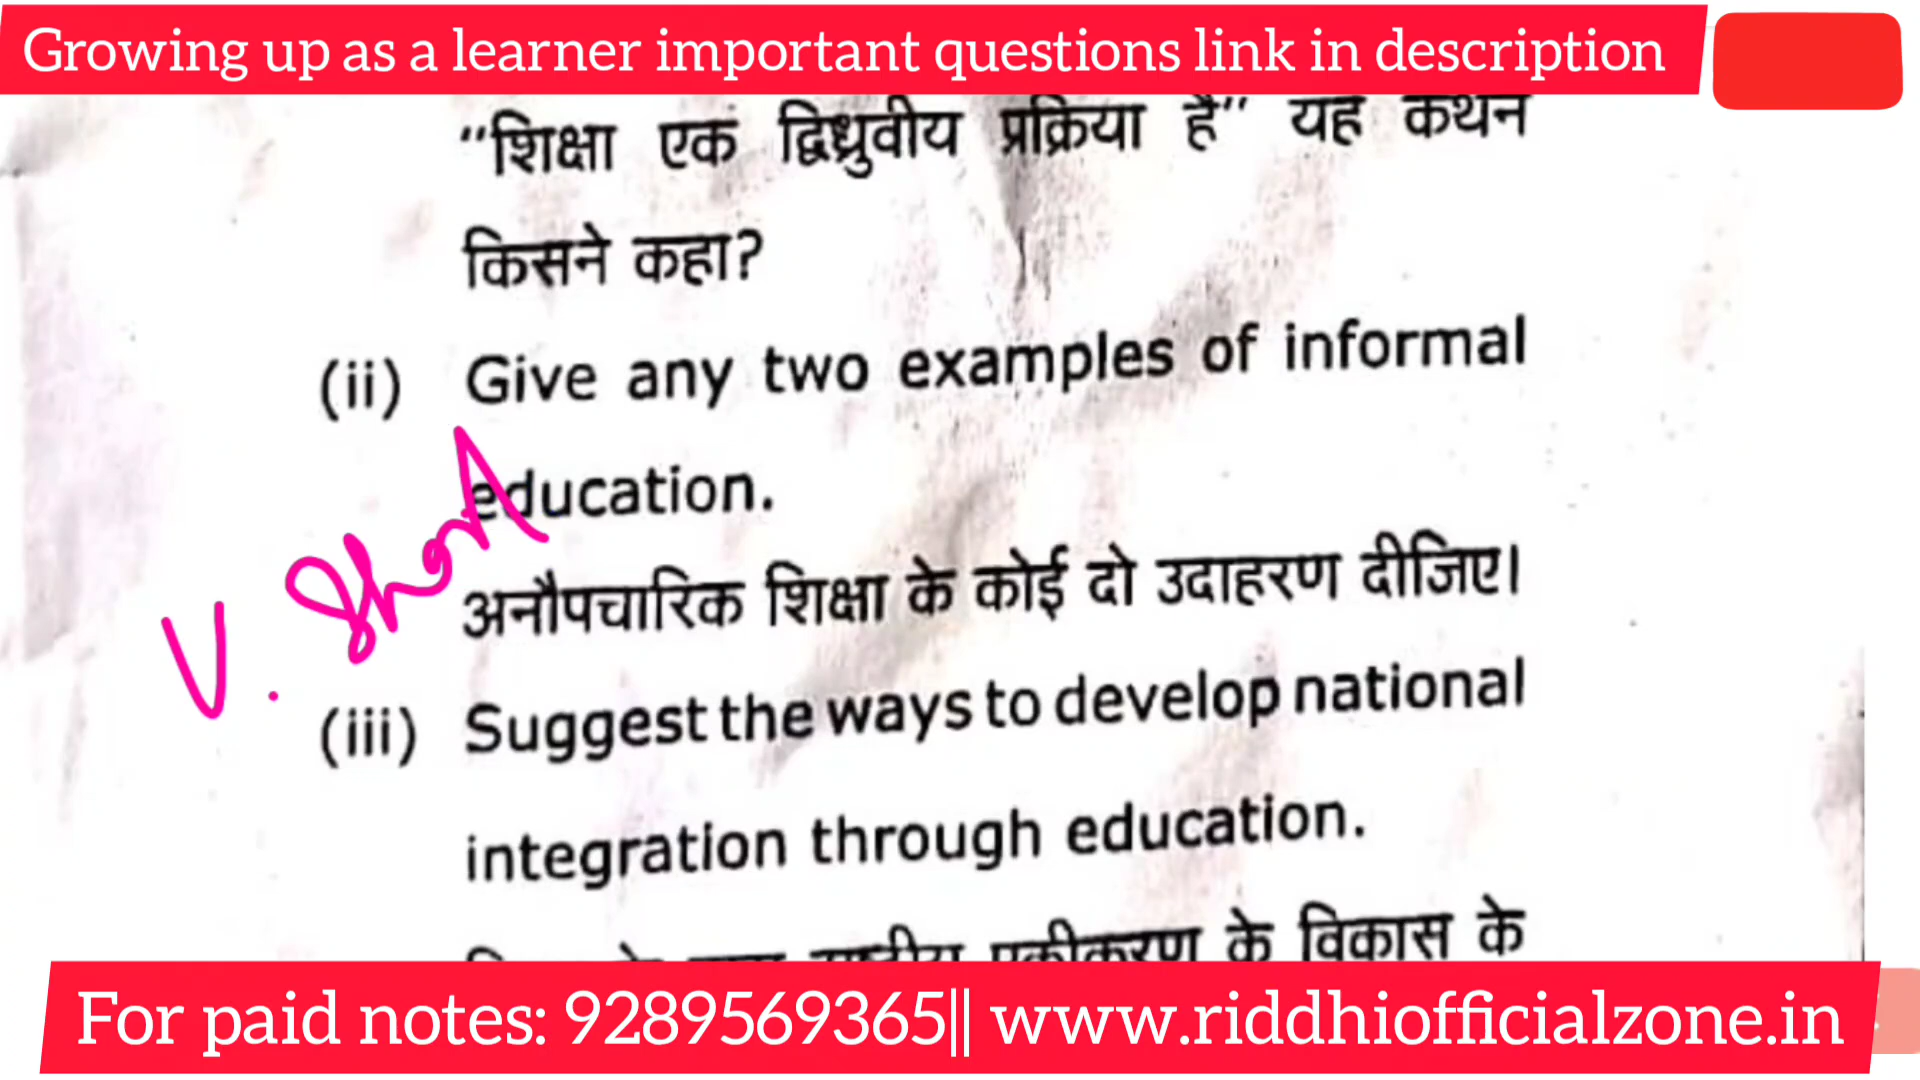 Growing up as a learner important questions link in description
"शिक्षा एक द्विध्रुवीय प्रक्रिया है" यह कथन
किसने कहा?
(ii) Give any two examples of informal
education.
V. Short
अनौपचारिक शिक्षा के कोई दो उदाहरण दीजिए।
(iii) Suggest the ways to develop national
integration through education.
राष्ट्रीय एकीकरण के विकास के
For paid notes: 9289569365|| www.riddhiofficialzone.in